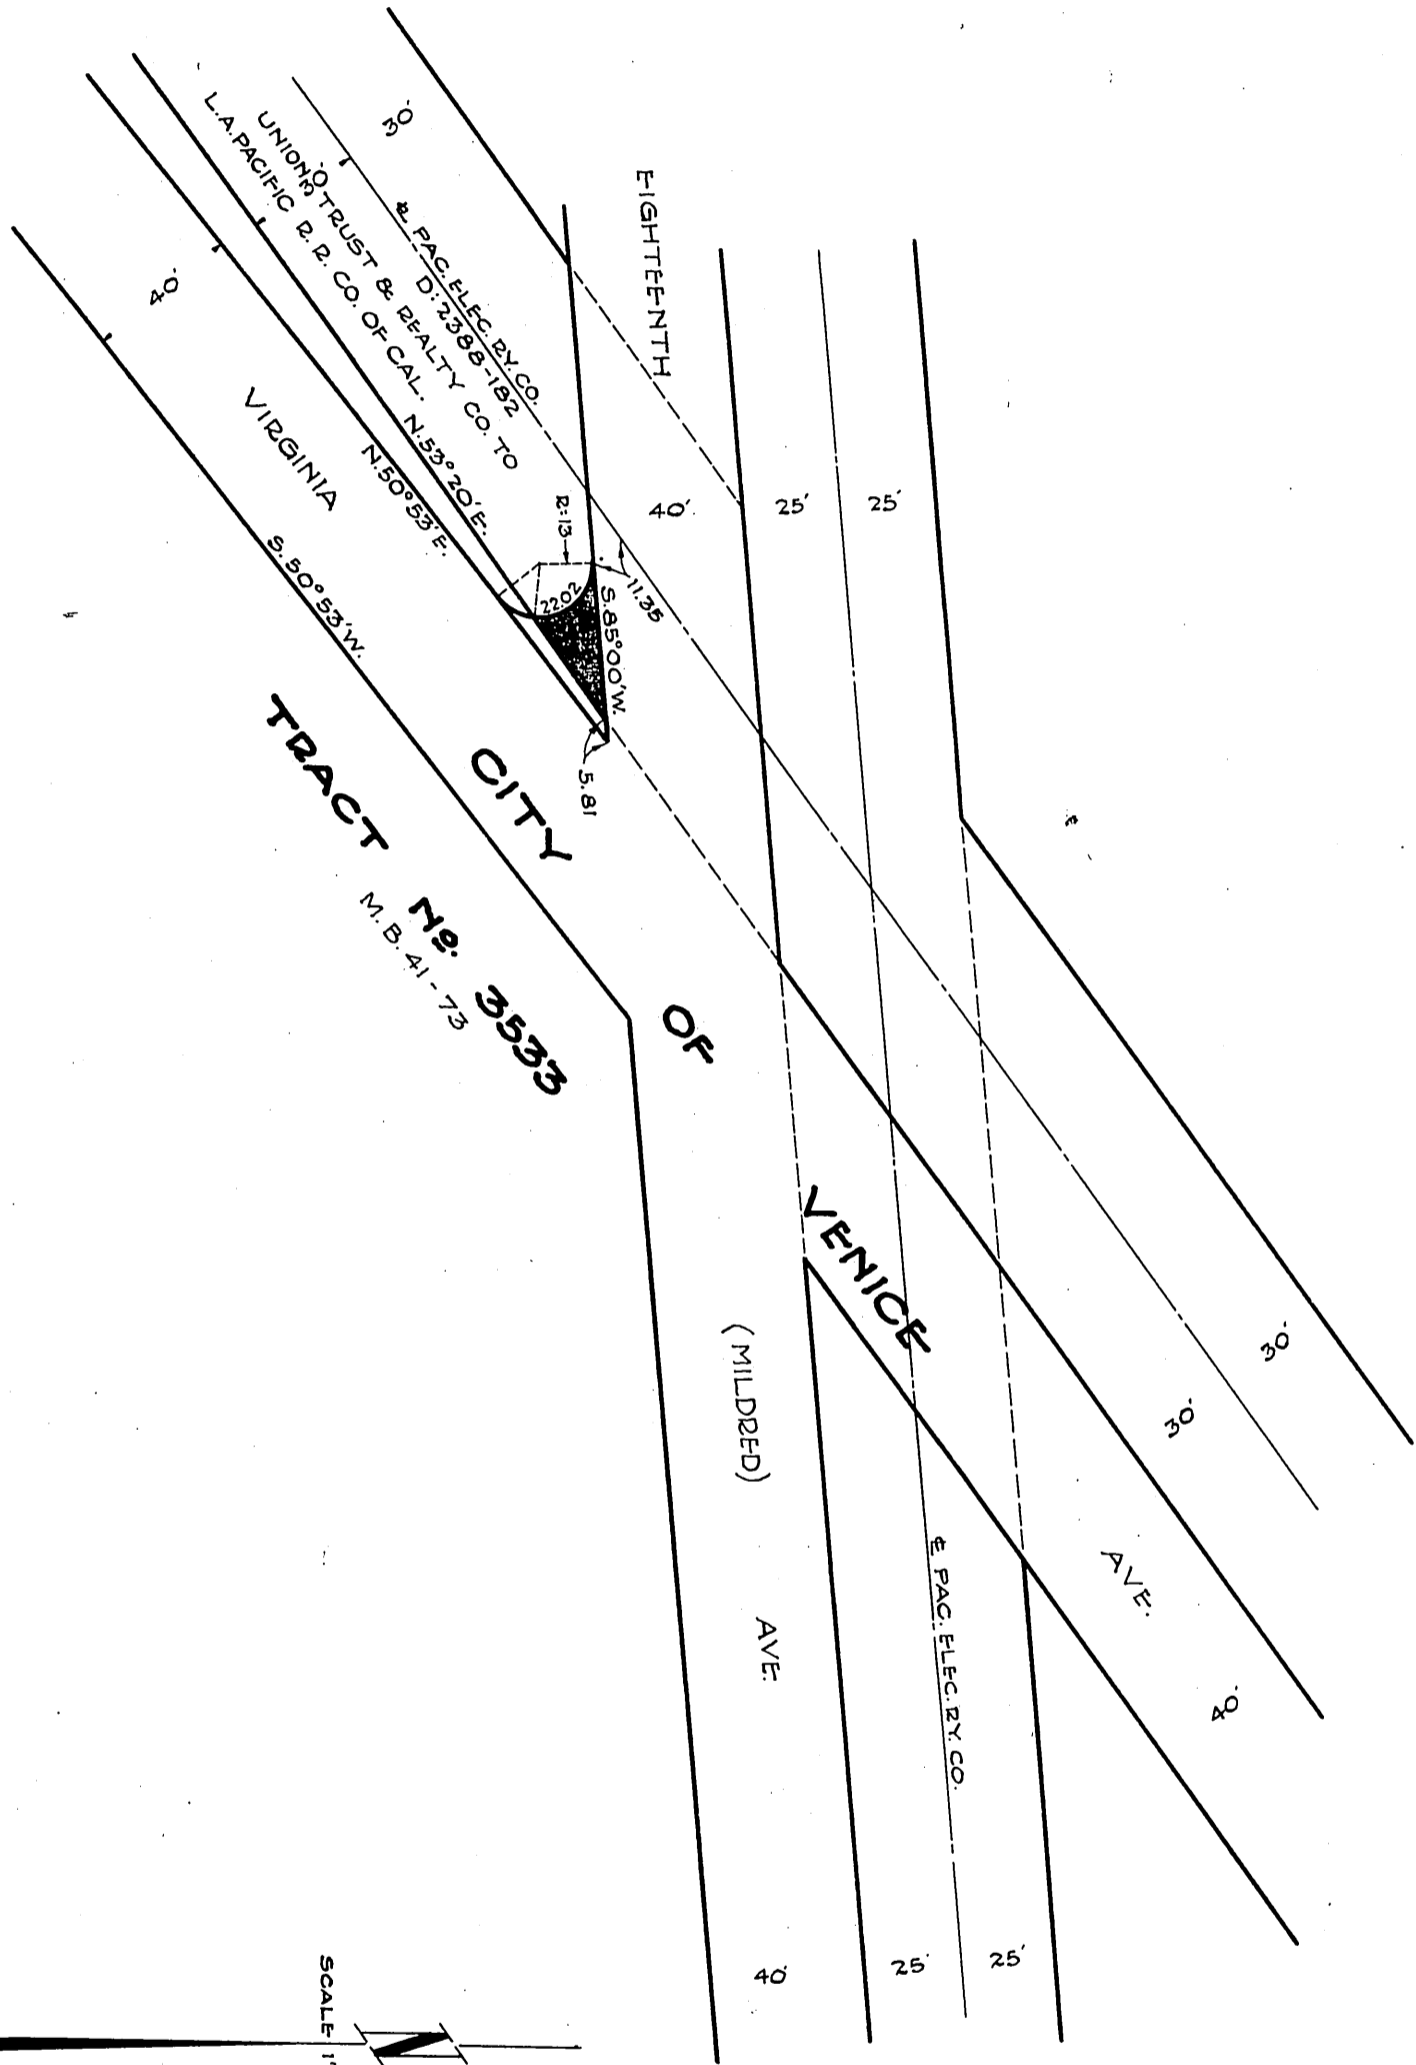 30'
℄ PAC. ELEC. RY. CO.
D: 2388-182
UNION TRUST & REALTY CO. TO
L.A. PACIFIC R. R. CO. OF CAL.
30'
EIGHTEENTH
40'
25'
25'
40'
VIRGINIA
N. 53° 20' E.
N. 50° 53' E.
S. 50° 53' W.
R=13
22.02
11.35
S. 85° 00' W.
5.81
TRACT No. 3533
M. B. 41 - 73
CITY OF VENICE
(MILDRED) AVE.
℄ PAC. ELEC. RY. CO.
30'
30'
AVE.
40'
40'
25'
25'
SCALE 1"